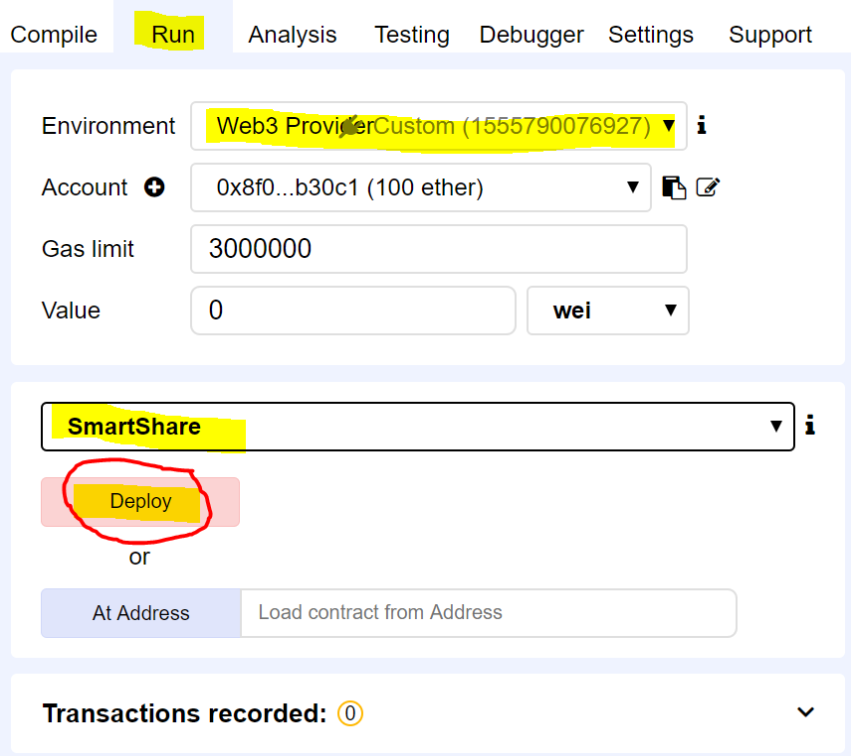 Compile Run Analysis Testing Debugger Settings Support
Environment Web3 Provider Custom (1555790076927)
Account 0x8f0...b30c1 (100 ether)
Gas limit 3000000
Value 0 wei
SmartShare
Deploy
or
At Address Load contract from Address
Transactions recorded: 0